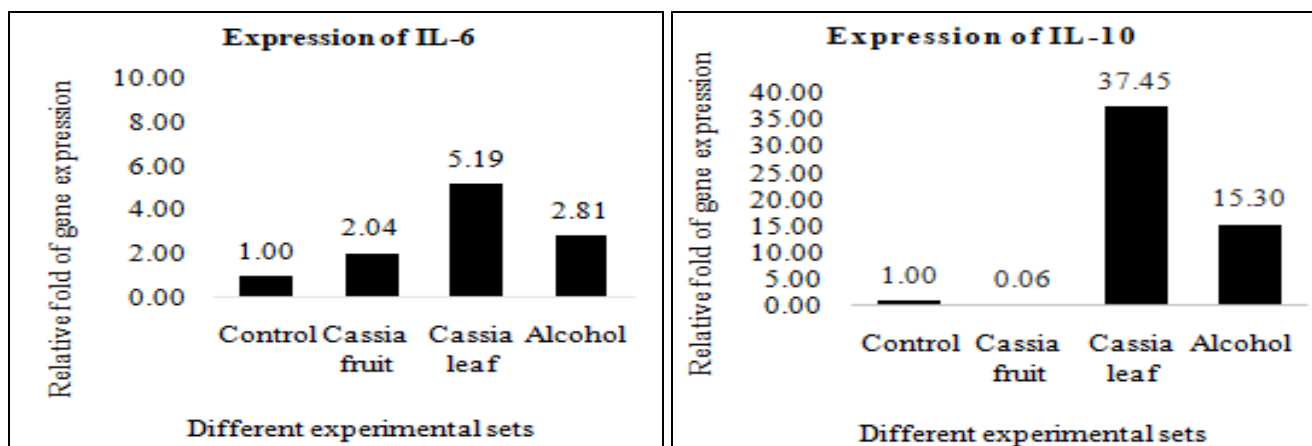 Expression of IL-6
Relative fold of gene expression
10.00
8.00
6.00
4.00
2.00
0.00
1.00
2.04
5.19
2.81
Control Cassia fruit Cassia leaf Alcohol
Different experimental sets
Expression of IL-10
Relative fold of gene expression
40.00
35.00
30.00
25.00
20.00
15.00
10.00
5.00
0.00
1.00
0.06
37.45
15.30
Control Cassia fruit Cassia leaf Alcohol
Different experimental sets